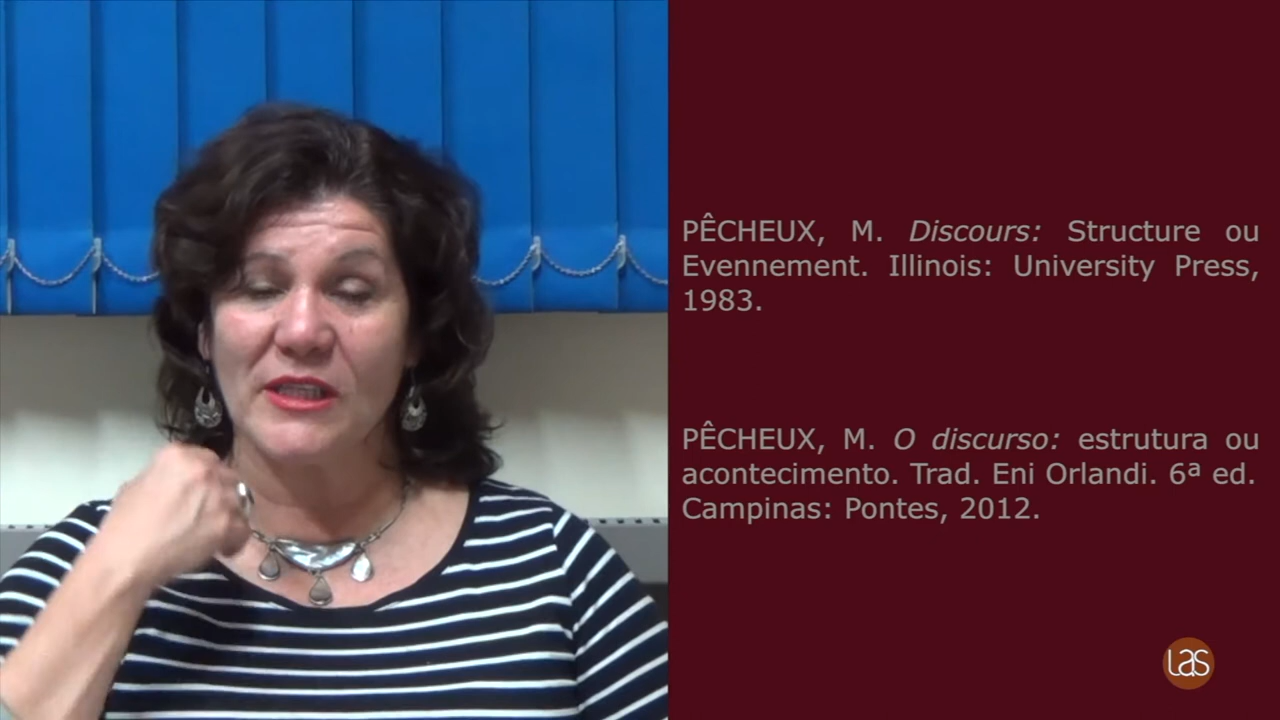 PÊCHEUX, M. Discours: Structure ou
Evennement. Illinois: University Press,
1983.
PÊCHEUX, M. O discurso: estrutura ou
acontecimento. Trad. Eni Orlandi. 6ª ed.
Campinas: Pontes, 2012.
Las